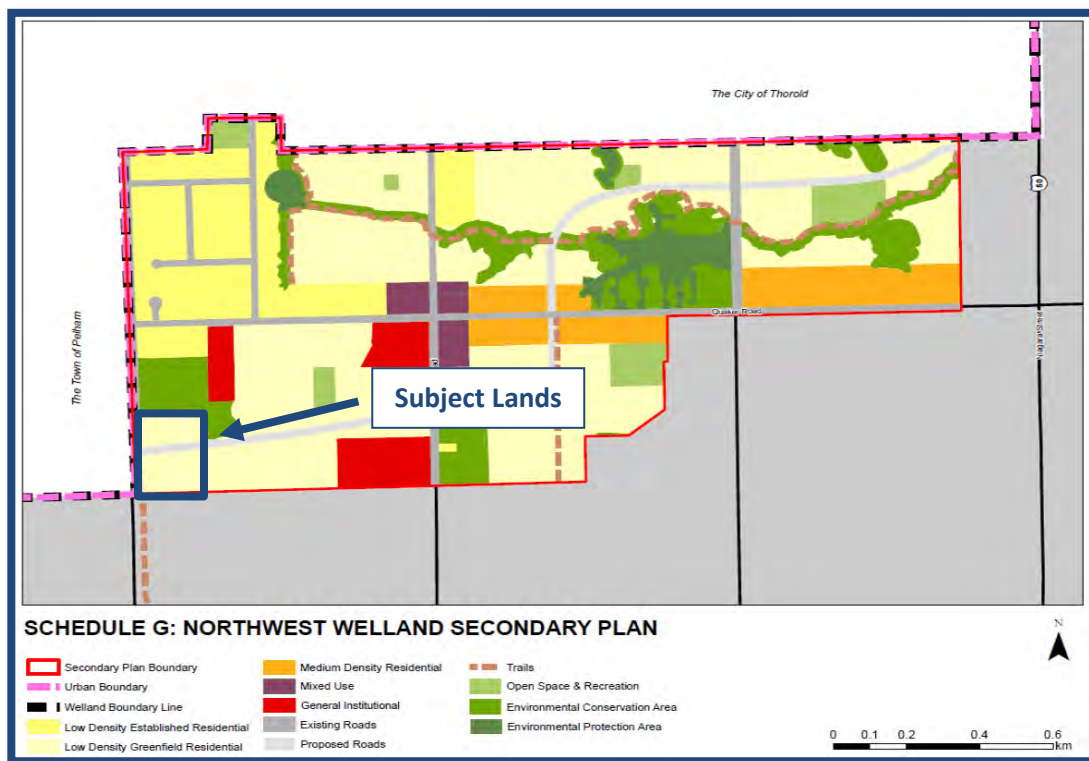 The City of Thorold
60
The Town of Pelham
Quaker Road
Niagara Street
Subject Lands
SCHEDULE G: NORTHWEST WELLAND SECONDARY PLAN
N
Secondary Plan Boundary
Urban Boundary
Welland Boundary Line
Low Density Established Residential
Low Density Greenfield Residential
Medium Density Residential
Mixed Use
General Institutional
Existing Roads
Proposed Roads
Trails
Open Space & Recreation
Environmental Conservation Area
Environmental Protection Area
0 0.1 0.2 0.4 0.6
km